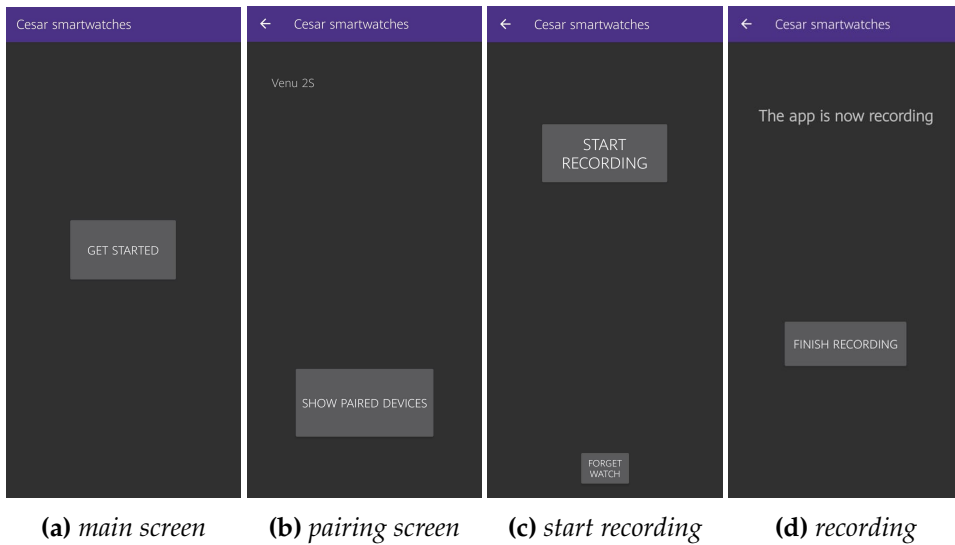 Cesar smartwatches
GET STARTED
← Cesar smartwatches
Venu 2S
SHOW PAIRED DEVICES
← Cesar smartwatches
START
RECORDING
FORGET
WATCH
← Cesar smartwatches
The app is now recording
FINISH RECORDING
(a) main screen
(b) pairing screen
(c) start recording
(d) recording